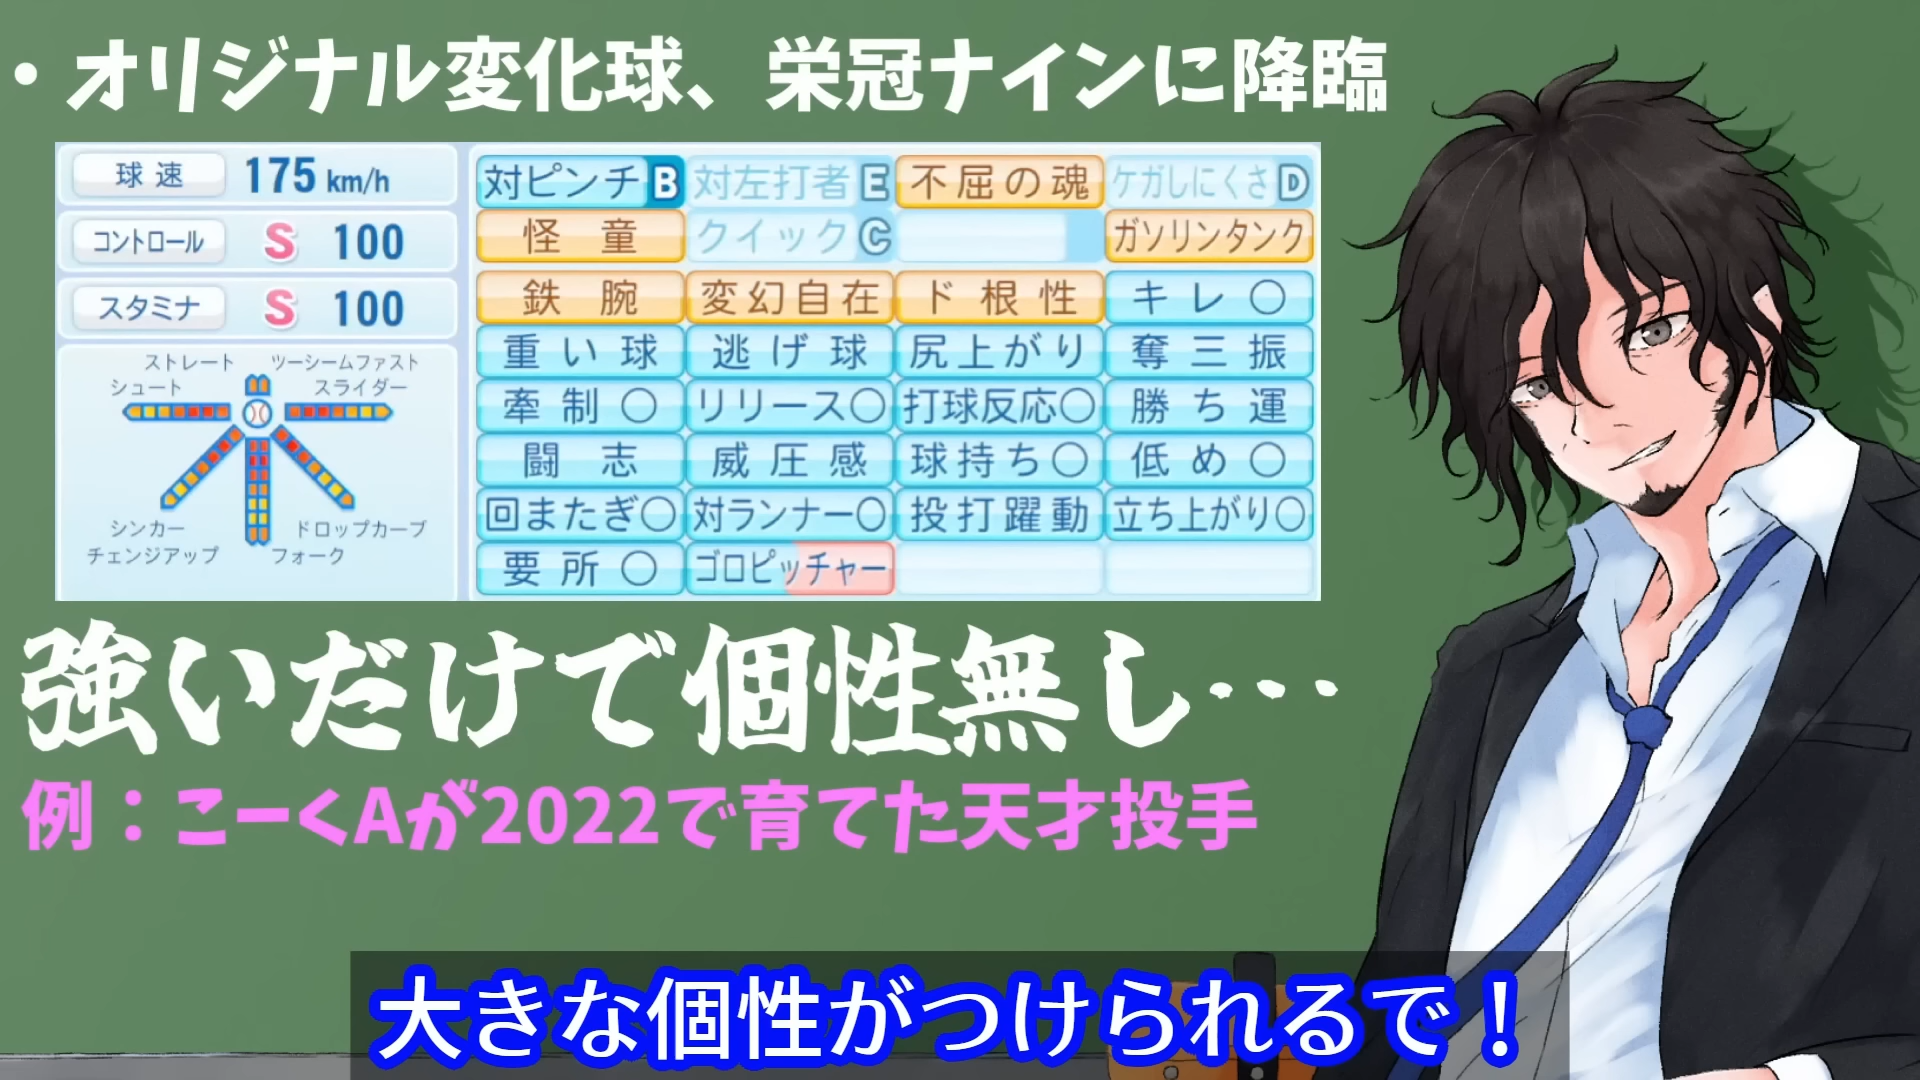 ・オリジナル変化球、栄冠ナインに降臨
球速 175 km/h
コントロール S 100
スタミナ S 100
ストレート ツーシームファスト
シュート スライダー
シンカー ドロップカーブ
チェンジアップ フォーク
対ピンチ B 対左打者 E 不屈の魂 ケガしにくさ D
怪童 クイック C ガソリンタンク
鉄腕 変幻自在 ド根性 キレ○
重い球 逃げ球 尻上がり 奪三振
牽制○ リリース○ 打球反応○ 勝ち運
闘志 威圧感 球持ち○ 低め○
回またぎ○ 対ランナー○ 投打躍動 立ち上がり○
要所○ ゴロピッチャー
強いだけで個性無し…
例：こーくAが2022で育てた天才投手
大きな個性がつけられるで！